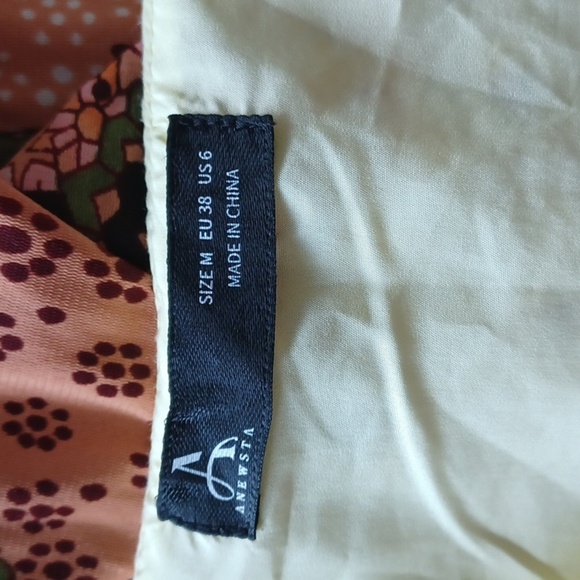 SIZE M EU 38 US 6
MADE IN CHINA
A
ANEWSTA